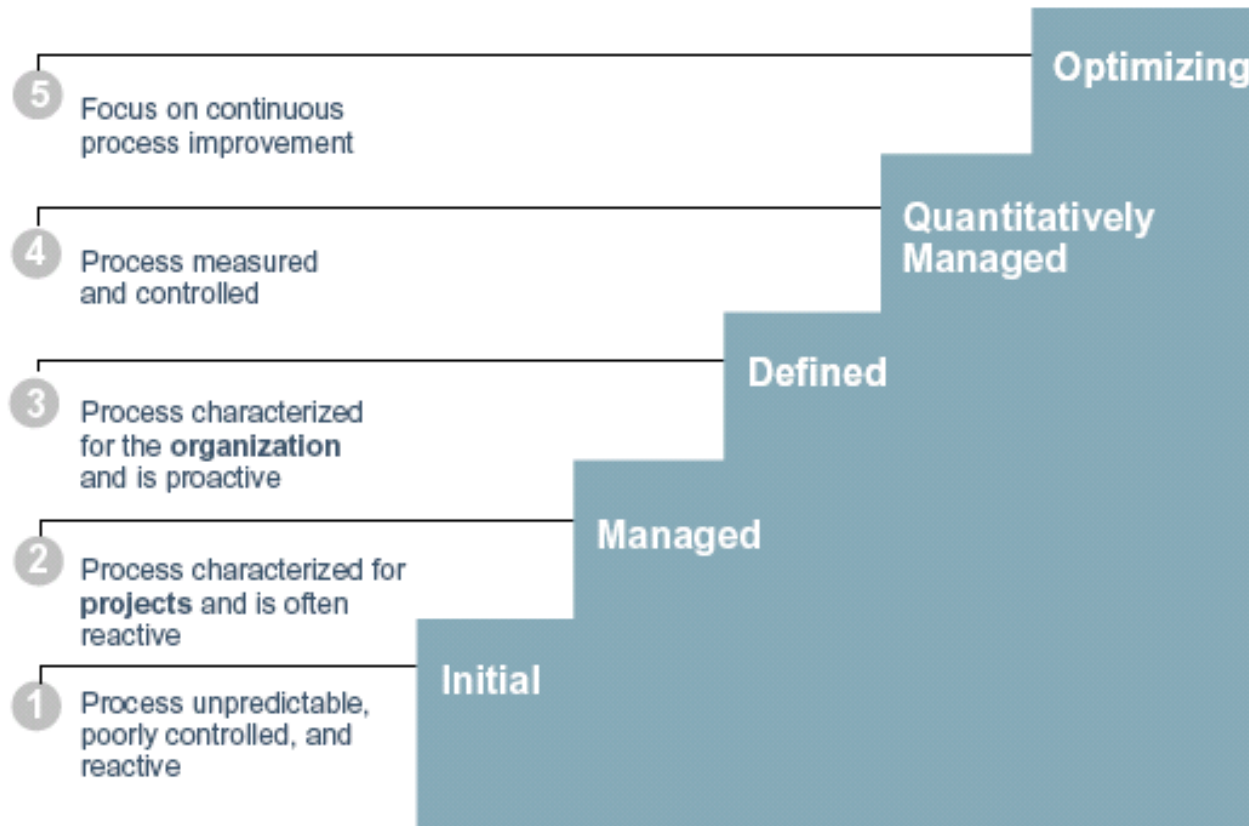 5
Optimizing
Focus on continuous
process improvement
4
Quantitatively
Managed
Process measured
and controlled
3
Defined
Process characterized
for the organization
and is proactive
2
Managed
Process characterized for
projects and is often
reactive
1
Initial
Process unpredictable,
poorly controlled, and
reactive